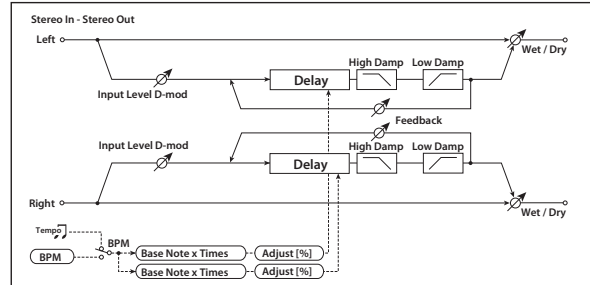 Stereo In - Stereo Out
Left
Wet / Dry
High Damp
Low Damp
Delay
Input Level D-mod
Feedback
Input Level D-mod
High Damp
Low Damp
Delay
Right
Wet / Dry
Tempo
BPM
BPM
Base Note x Times
Adjust [%]
Base Note x Times
Adjust [%]